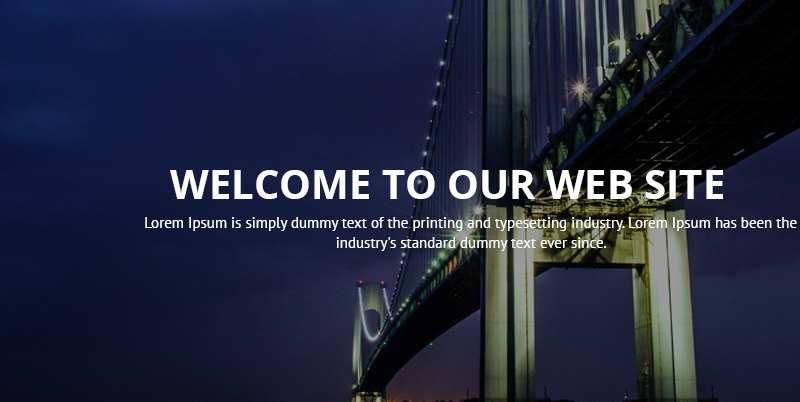 WELCOME TO OUR WEB SITE
Lorem Ipsum is simply dummy text of the printing and typesetting industry. Lorem Ipsum has been the
industry's standard dummy text ever since.